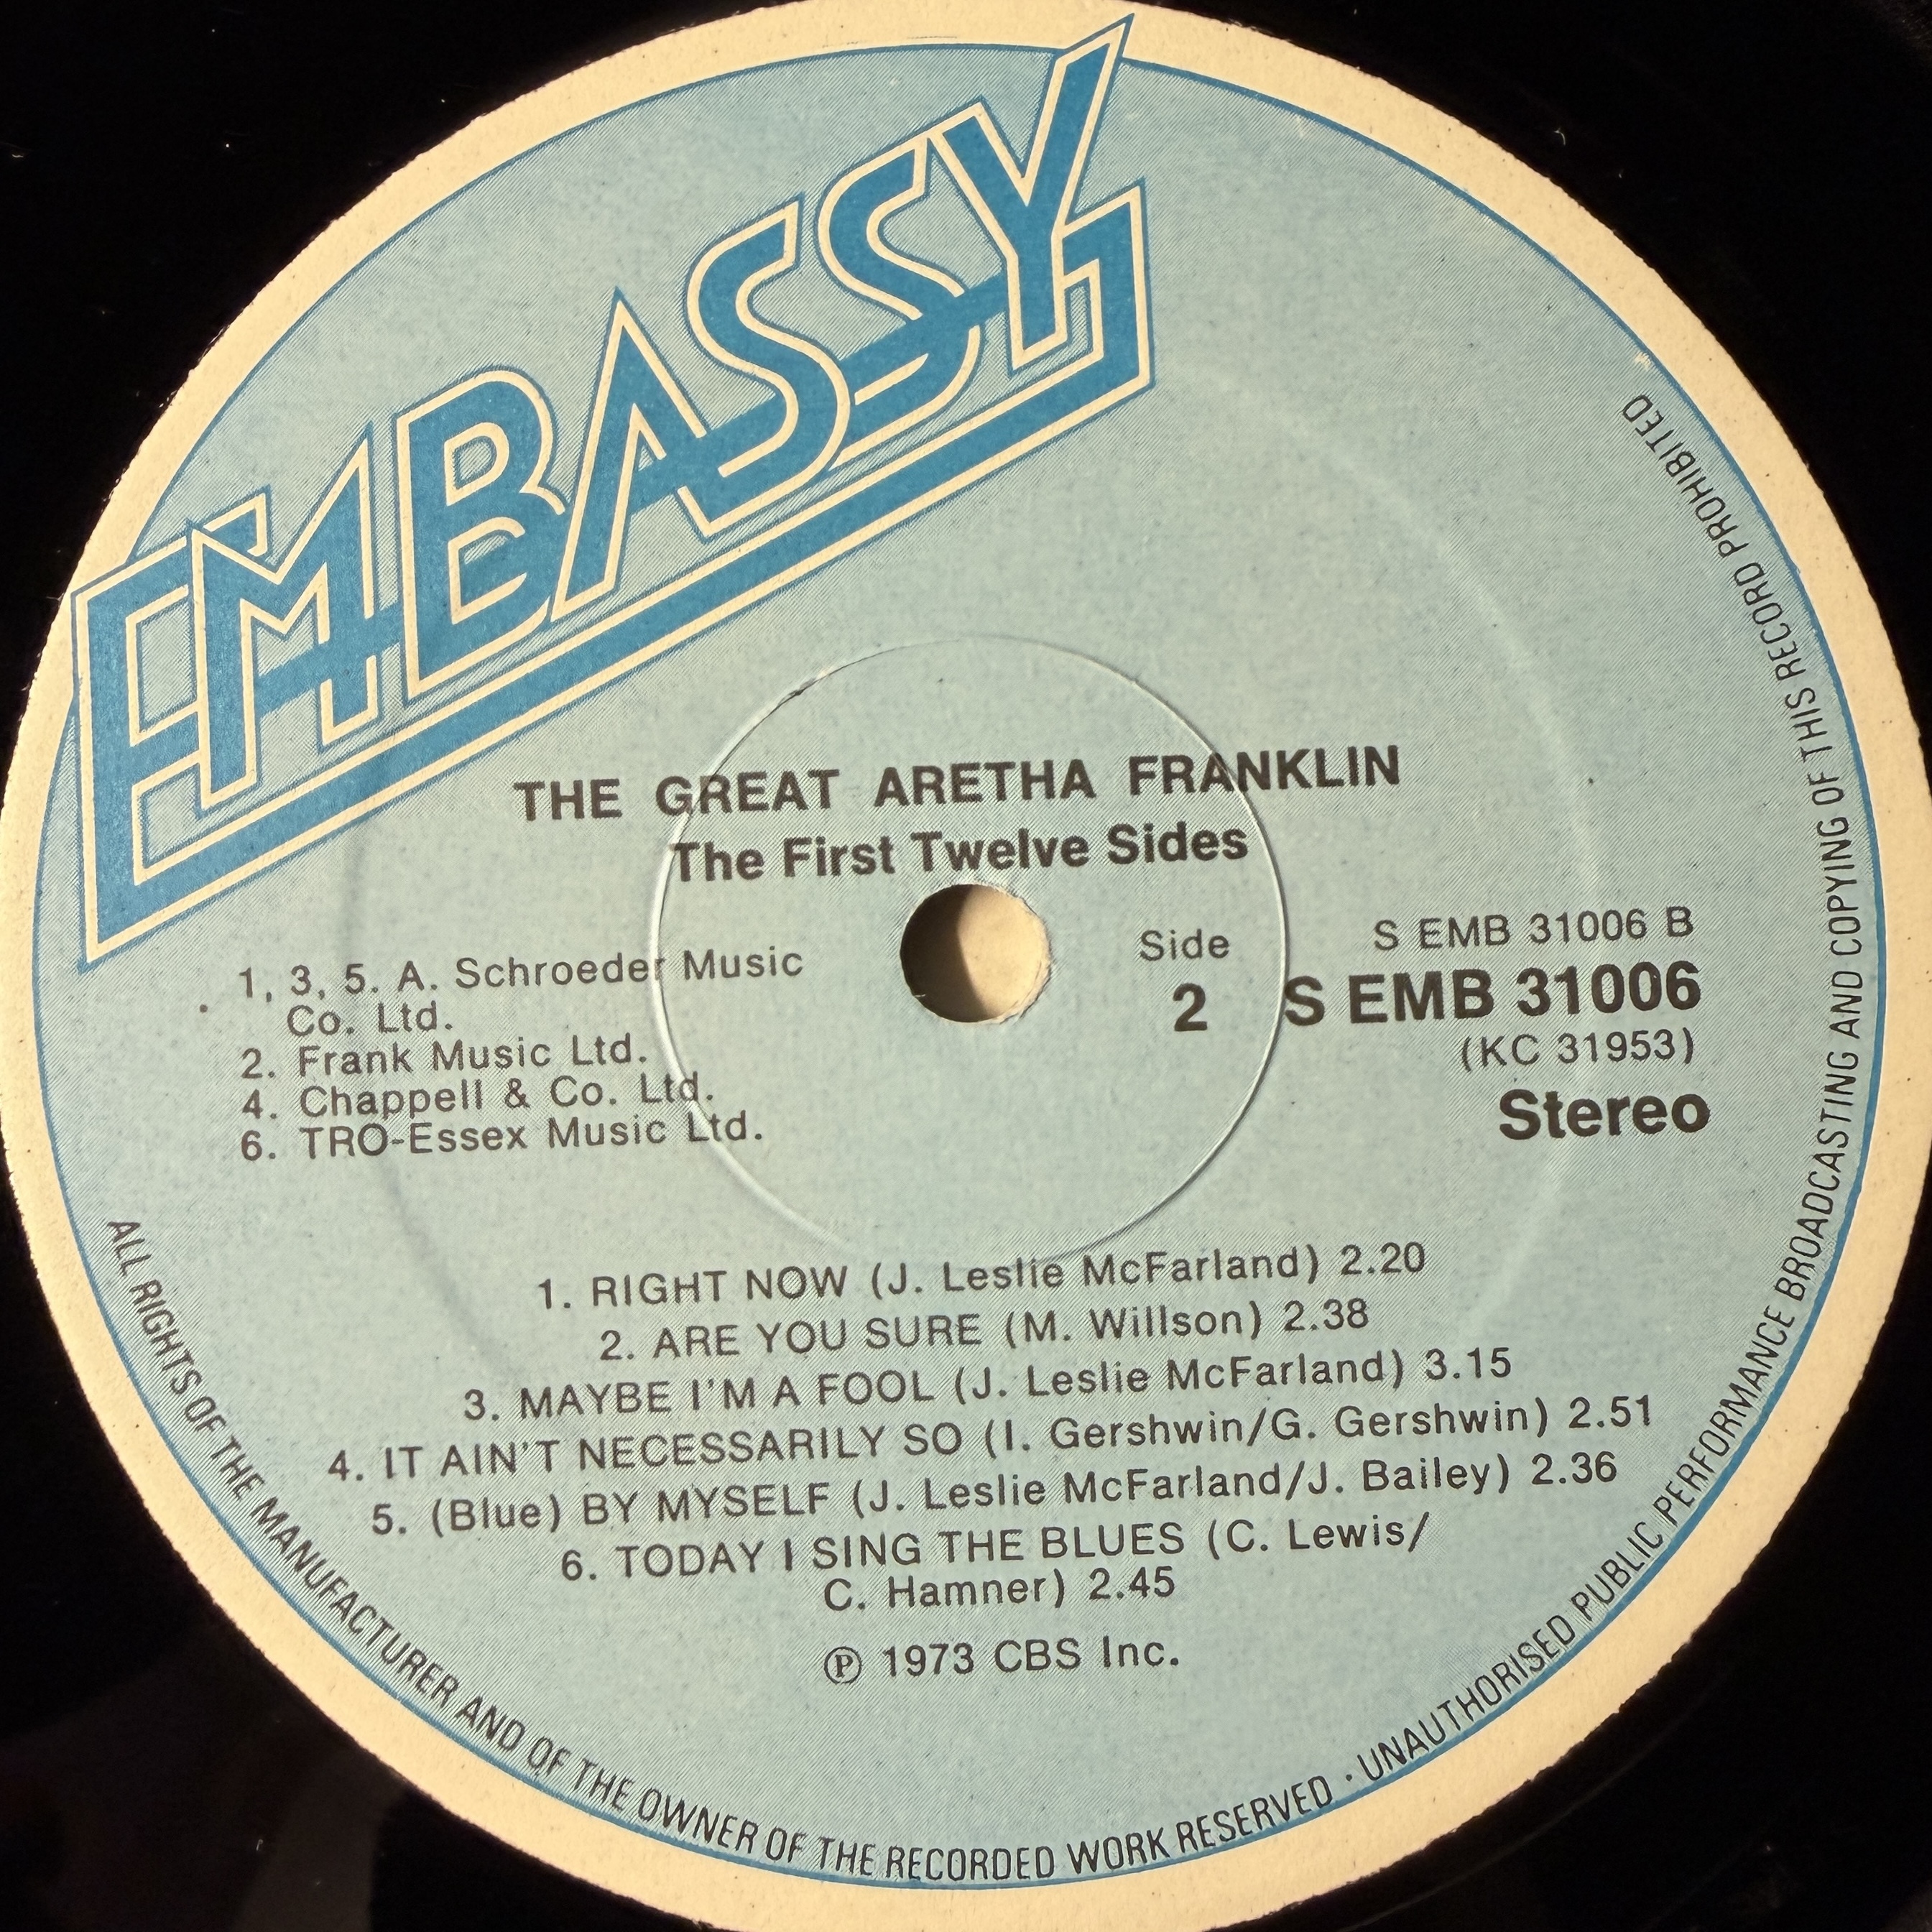 EMBASSY
THE GREAT ARETHA FRANKLIN
The First Twelve Sides
1, 3, 5. A. Schroeder Music
Co. Ltd.
2. Frank Music Ltd.
4. Chappell & Co. Ltd.
6. TRO-Essex Music Ltd.
Side
2
S EMB 31006 B
S EMB 31006
(KC 31953)
Stereo
1. RIGHT NOW (J. Leslie McFarland) 2.20
2. ARE YOU SURE (M. Willson) 2.38
3. MAYBE I'M A FOOL (J. Leslie McFarland) 3.15
4. IT AIN'T NECESSARILY SO (I. Gershwin/G. Gershwin) 2.51
5. (Blue) BY MYSELF (J. Leslie McFarland/J. Bailey) 2.36
6. TODAY I SING THE BLUES (C. Lewis/
C. Hamner) 2.45
℗ 1973 CBS Inc.
ALL RIGHTS OF THE MANUFACTURER AND OF THE OWNER OF THE RECORDED WORK RESERVED · UNAUTHORISED PUBLIC PERFORMANCE BROADCASTING AND COPYING OF THIS RECORD PROHIBITED